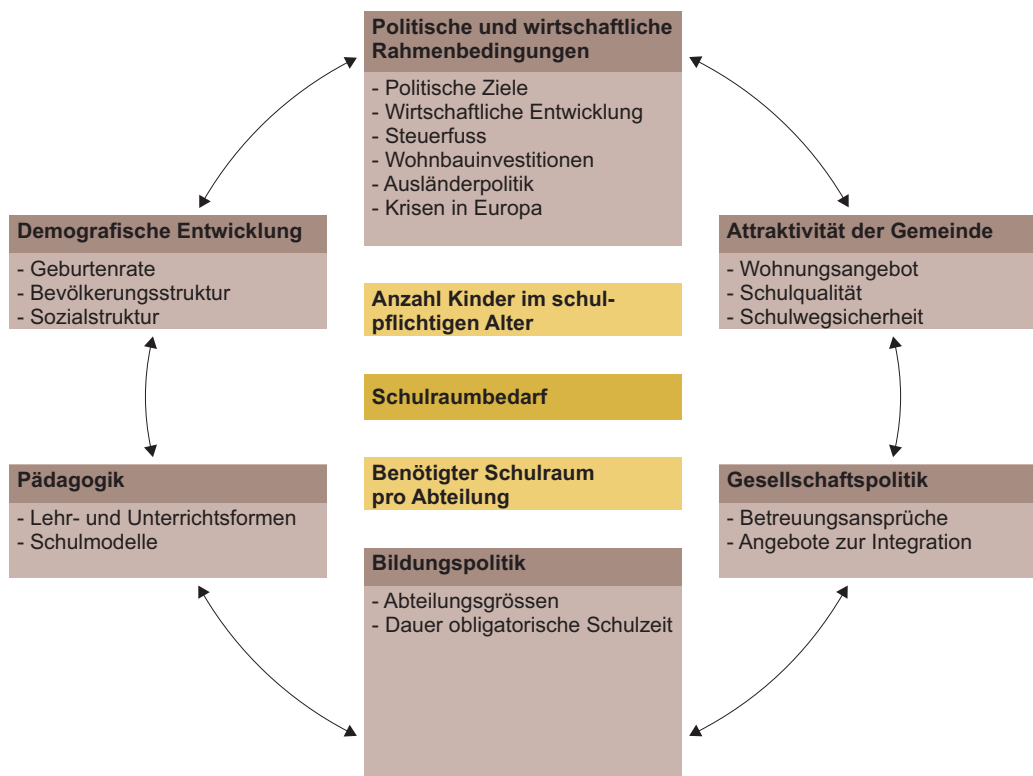 Politische und wirtschaftliche
Rahmenbedingungen
- Politische Ziele
- Wirtschaftliche Entwicklung
- Steuerfuss
- Wohnbauinvestitionen
- Ausländerpolitik
- Krisen in Europa
Demografische Entwicklung
- Geburtenrate
- Bevölkerungsstruktur
- Sozialstruktur
Attraktivität der Gemeinde
- Wohnungsangebot
- Schulqualität
- Schulwegsicherheit
Anzahl Kinder im schul-
pflichtigen Alter
Schulraumbedarf
Benötigter Schulraum
pro Abteilung
Pädagogik
- Lehr- und Unterrichtsformen
- Schulmodelle
Gesellschaftspolitik
- Betreuungsansprüche
- Angebote zur Integration
Bildungspolitik
- Abteilungsgrössen
- Dauer obligatorische Schulzeit